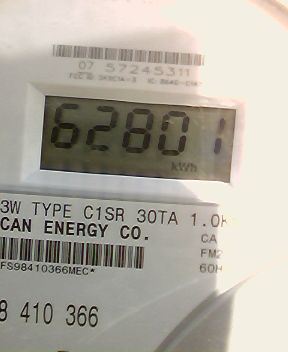 07 57245311
62801
kWh
3W TYPE C1SR 30TA 1.0
CAN ENERGY CO.
CA
FM2
FS98410366MEC*
60H
8 410 366